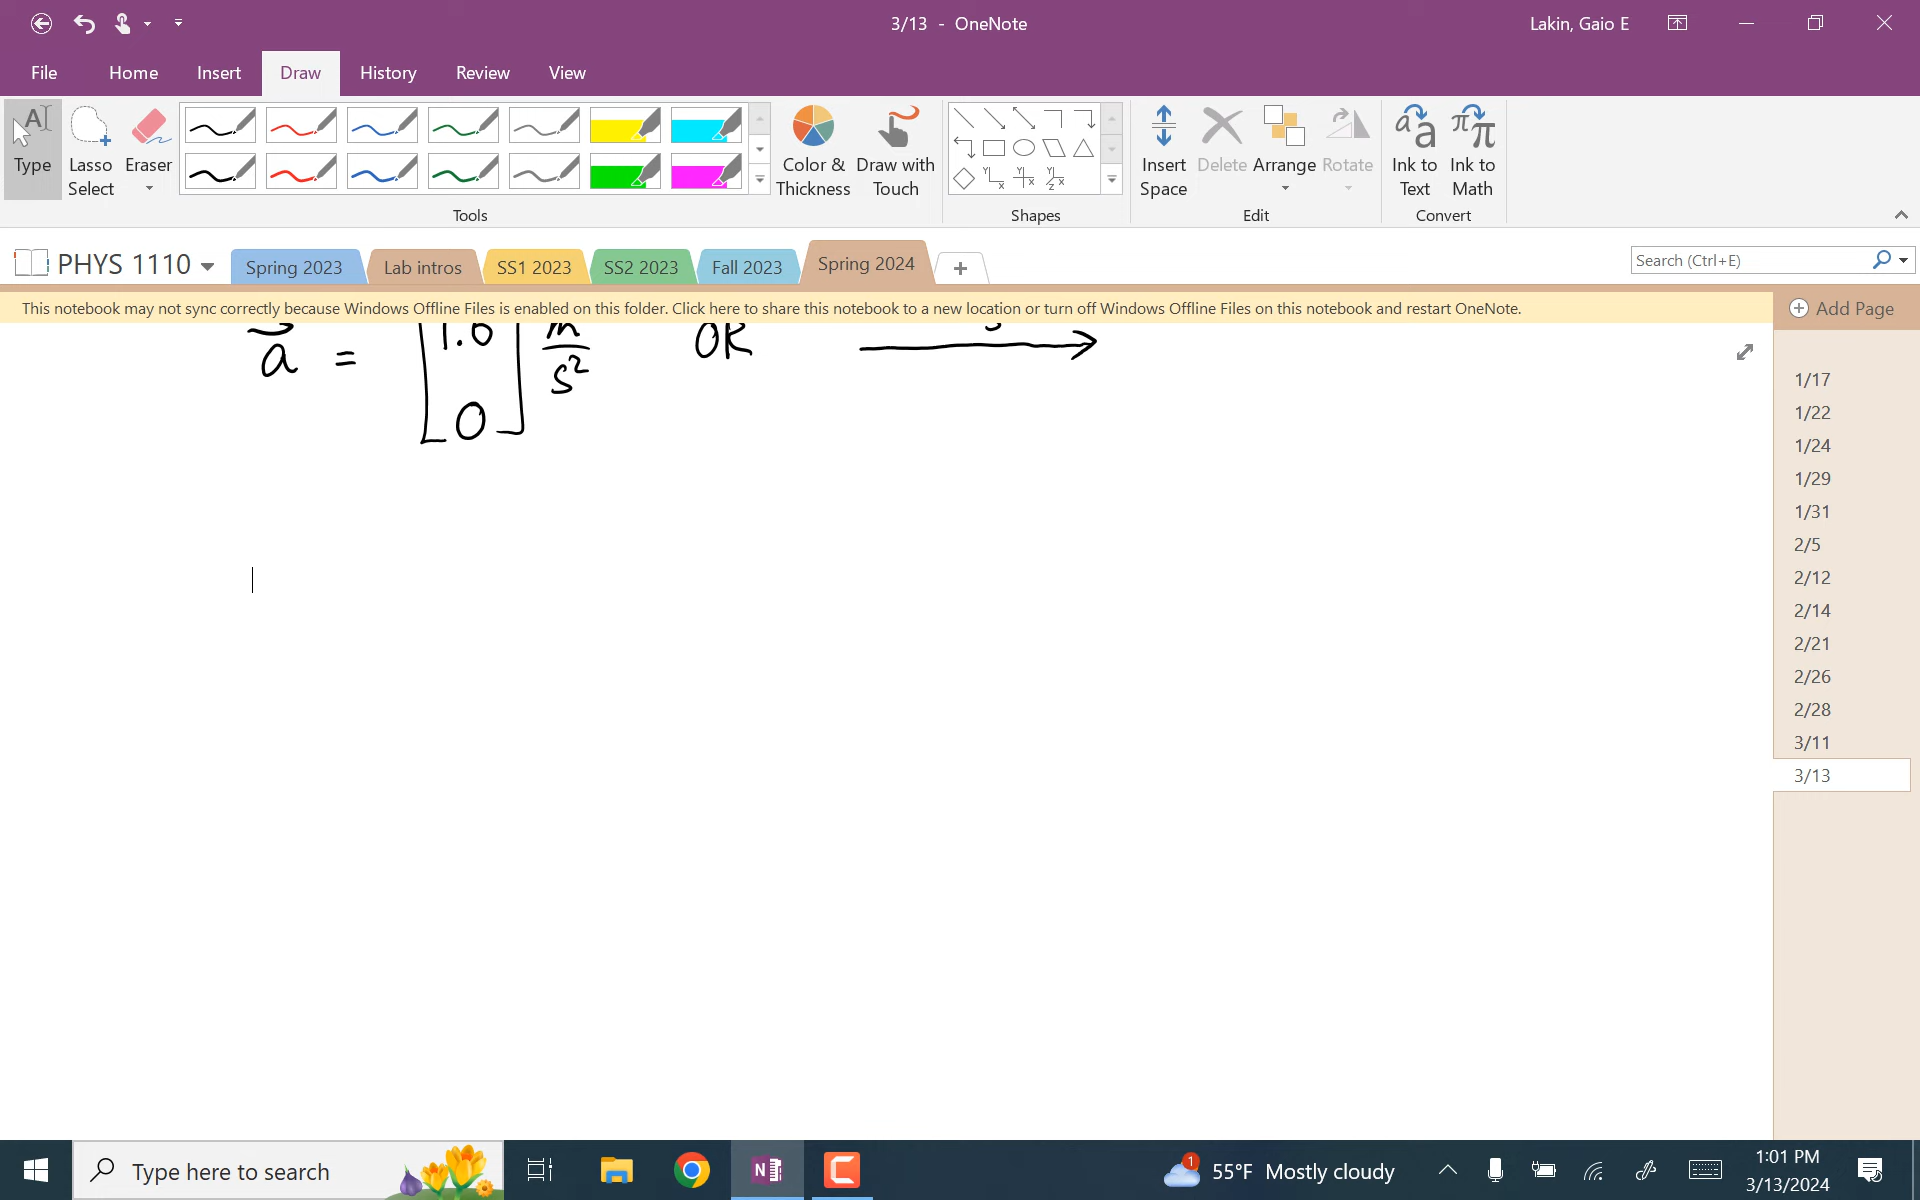 3/13 - OneNote
Lakin, Gaio E
File Home Insert Draw History Review View
Type
Lasso Select
Eraser
Color & Thickness
Draw with Touch
Insert Space
Delete
Arrange
Rotate
Ink to Text
Ink to Math
Tools
Shapes
Edit
Convert
PHYS 1110
Spring 2023
Lab intros
SS1 2023
SS2 2023
Fall 2023
Spring 2024
Search (Ctrl+E)
This notebook may not sync correctly because Windows Offline Files is enabled on this folder. Click here to share this notebook to a new location or turn off Windows Offline Files on this notebook and restart OneNote.
Add Page
a = [ 0 ] m/s² OR
1/17
1/22
1/24
1/29
1/31
2/5
2/12
2/14
2/21
2/26
2/28
3/11
3/13
Type here to search
1
55°F Mostly cloudy
1:01 PM
3/13/2024